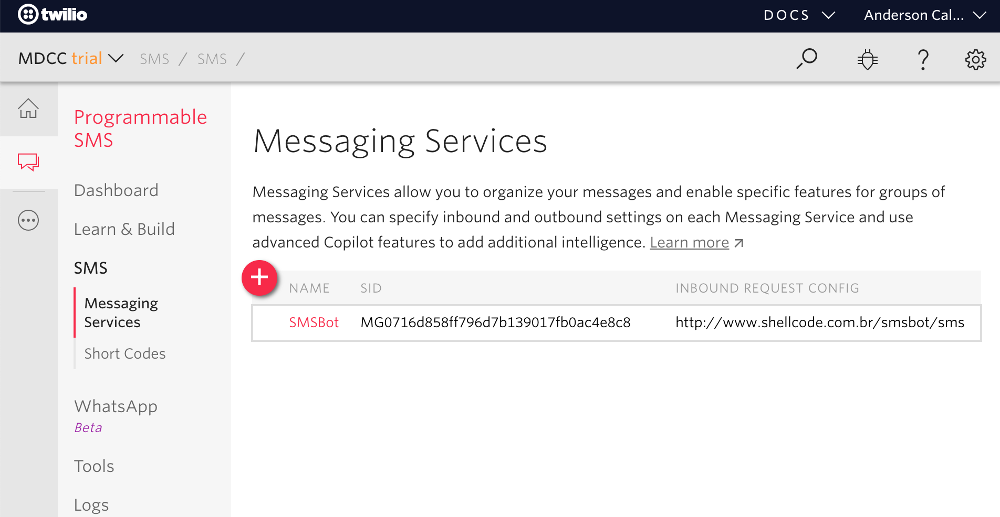 twilio
DOCS
Anderson Cal...
MDCC trial
SMS / SMS /
Programmable
SMS
Dashboard
Learn & Build
SMS
Messaging
Services
Short Codes
WhatsApp
Beta
Tools
Logs
Messaging Services
Messaging Services allow you to organize your messages and enable specific features for groups of
messages. You can specify inbound and outbound settings on each Messaging Service and use
advanced Copilot features to add additional intelligence. Learn more
NAME SID INBOUND REQUEST CONFIG
SMSBot MG0716d858ff796d7b139017fb0ac4e8c8 http://www.shellcode.com.br/smsbot/sms